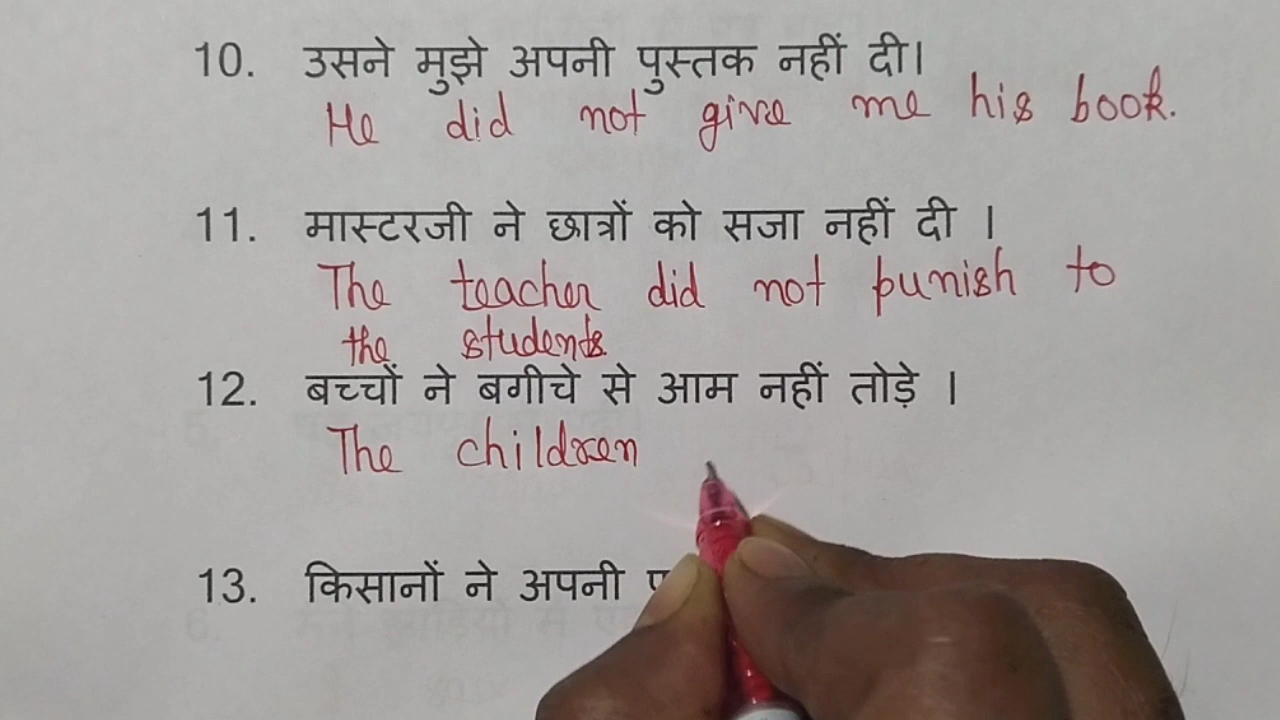 10. उसने मुझे अपनी पुस्तक नहीं दी।
He did not give me his book.
11. मास्टरजी ने छात्रों को सजा नहीं दी ।
The teacher did not punish to
the students.
12. बच्चों ने बगीचे से आम नहीं तोड़े ।
The children
13. किसानों ने अपनी